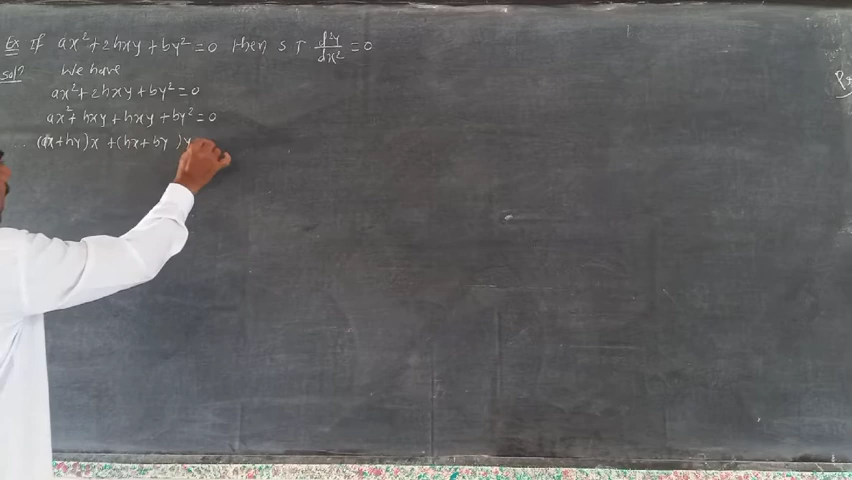 Ex If ax²+2hxy+by²=0 then S T d²y/dx² =0
Solⁿ We have
ax²+2hxy+by²=0
ax²+hxy+hxy+by²=0
(ax+hy)x+(hx+by)y